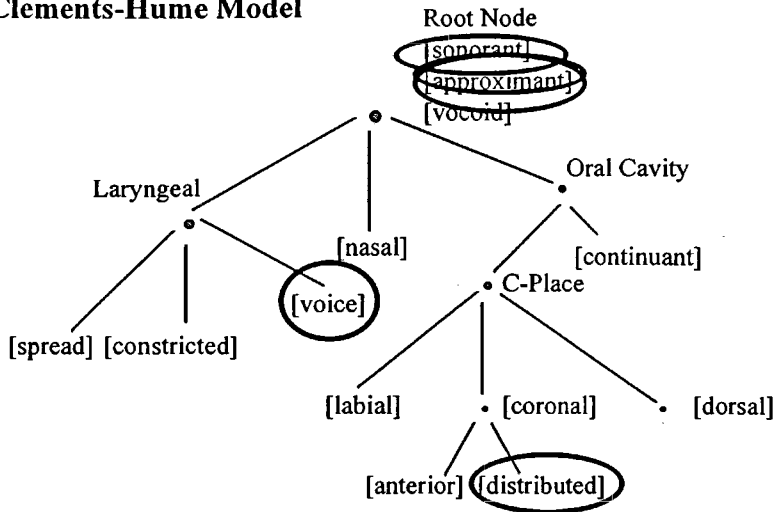 Clements-Hume Model
Root Node
[sonorant]
[approximant]
[vocoid]
Oral Cavity
Laryngeal
[nasal]
[continuant]
C-Place
[voice]
[spread] [constricted]
[labial] [coronal] [dorsal]
[anterior] [distributed]